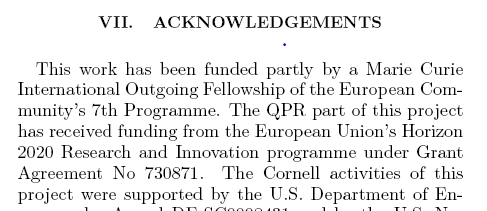 VII. ACKNOWLEDGEMENTS
This work has been funded partly by a Marie Curie
International Outgoing Fellowship of the European Com-
munity's 7th Programme. The QPR part of this project
has received funding from the European Union's Horizon
2020 Research and Innovation programme under Grant
Agreement No 730871. The Cornell activities of this
project were supported by the U.S. Department of En-